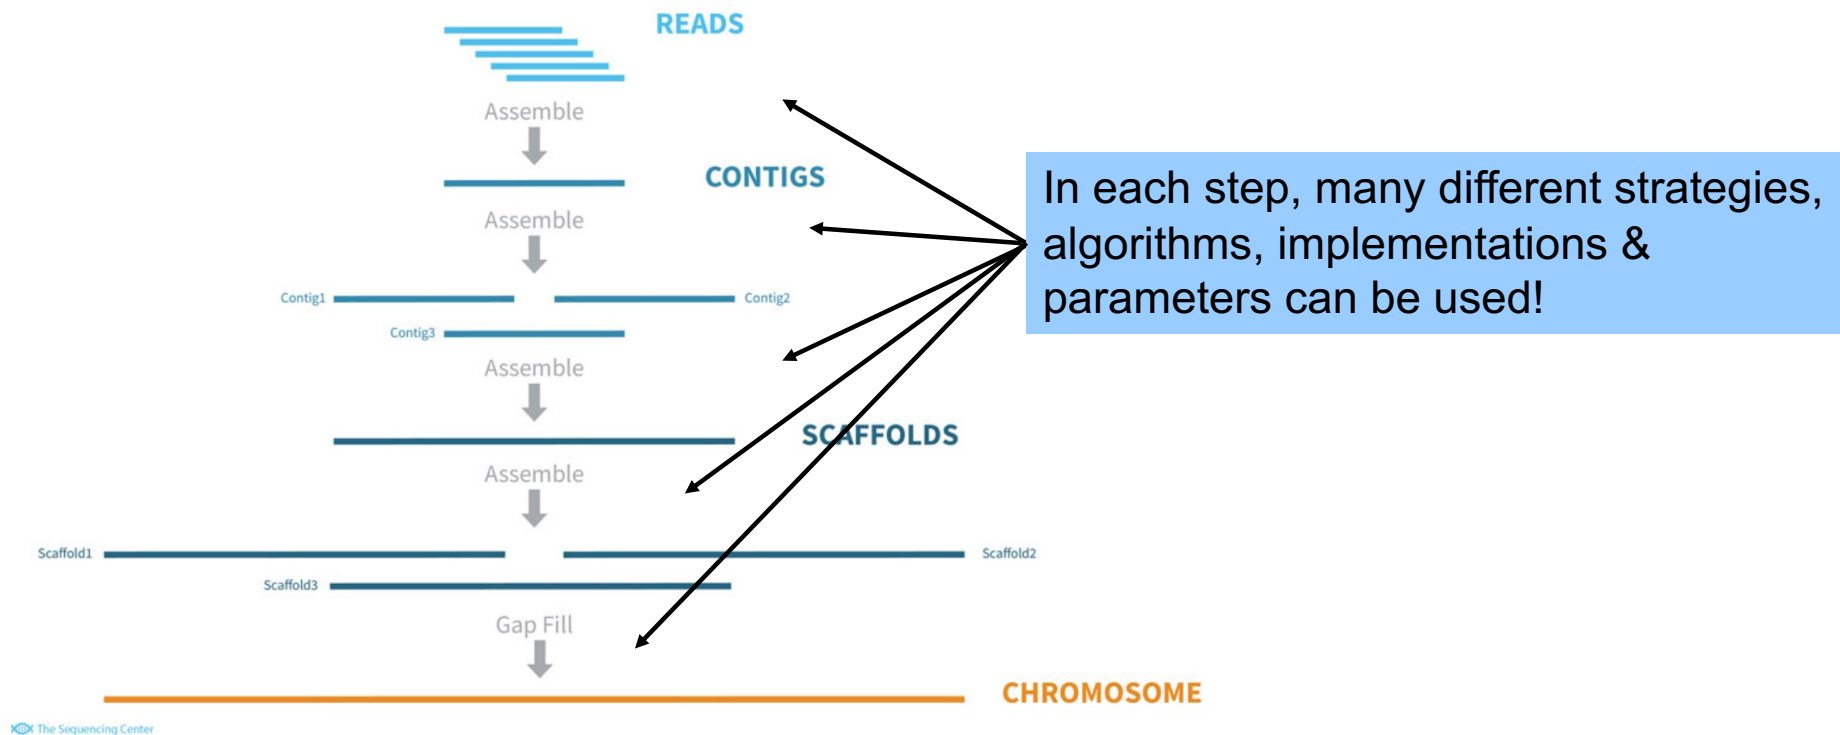 READS
Assemble
CONTIGS
In each step, many different strategies,
algorithms, implementations &
parameters can be used!
Assemble
Contig1
Contig2
Contig3
Assemble
SCAFFOLDS
Assemble
Scaffold1
Scaffold2
Scaffold3
Gap Fill
CHROMOSOME
The Sequencing Center